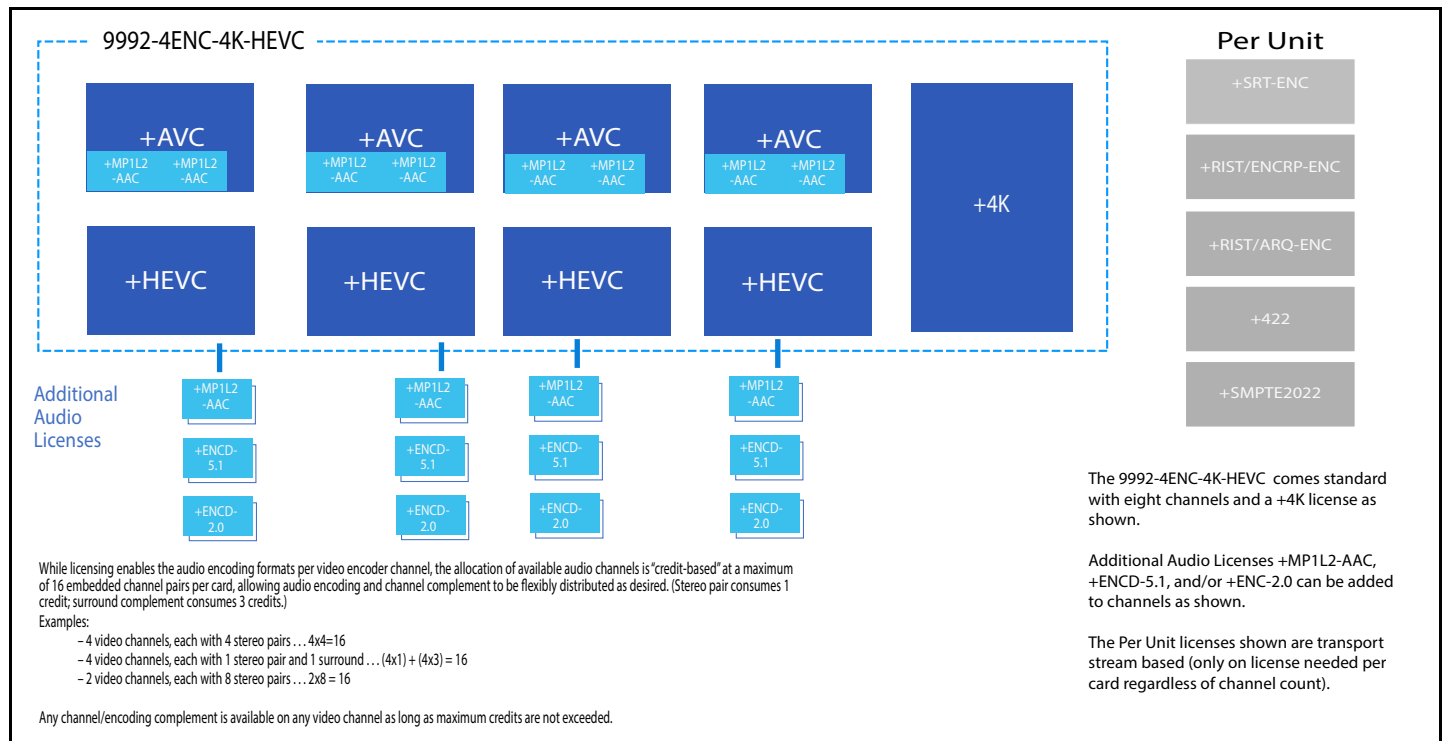 9992-4ENC-4K-HEVC
+AVC
+MP1L2
-AAC
+MP1L2
-AAC
+AVC
+MP1L2
-AAC
+MP1L2
-AAC
+AVC
+MP1L2
-AAC
+MP1L2
-AAC
+AVC
+MP1L2
-AAC
+MP1L2
-AAC
+4K
+HEVC
+HEVC
+HEVC
+HEVC
Additional
Audio
Licenses
+MP1L2
-AAC
+MP1L2
-AAC
+MP1L2
-AAC
+MP1L2
-AAC
+ENCD-
5.1
+ENCD-
5.1
+ENCD-
5.1
+ENCD-
5.1
+ENCD-
2.0
+ENCD-
2.0
+ENCD-
2.0
+ENCD-
2.0
While licensing enables the audio encoding formats per video encoder channel, the allocation of available audio channels is “credit-based” at a maximum
of 16 embedded channel pairs per card, allowing audio encoding and channel complement to be flexibly distributed as desired. (Stereo pair consumes 1
credit; surround complement consumes 3 credits.)
Examples:
– 4 video channels, each with 4 stereo pairs . . . 4x4=16
– 4 video channels, each with 1 stereo pair and 1 surround . . . (4x1) + (4x3) = 16
– 2 video channels, each with 8 stereo pairs . . . 2x8 = 16
Any channel/encoding complement is available on any video channel as long as maximum credits are not exceeded.
Per Unit
+SRT-ENC
+RIST/ENCRP-ENC
+RIST/ARQ-ENC
+422
+SMPTE2022
The 9992-4ENC-4K-HEVC comes standard
with eight channels and a +4K license as
shown.
Additional Audio Licenses +MP1L2-AAC,
+ENCD-5.1, and/or +ENC-2.0 can be added
to channels as shown.
The Per Unit licenses shown are transport
stream based (only on license needed per
card regardless of channel count).